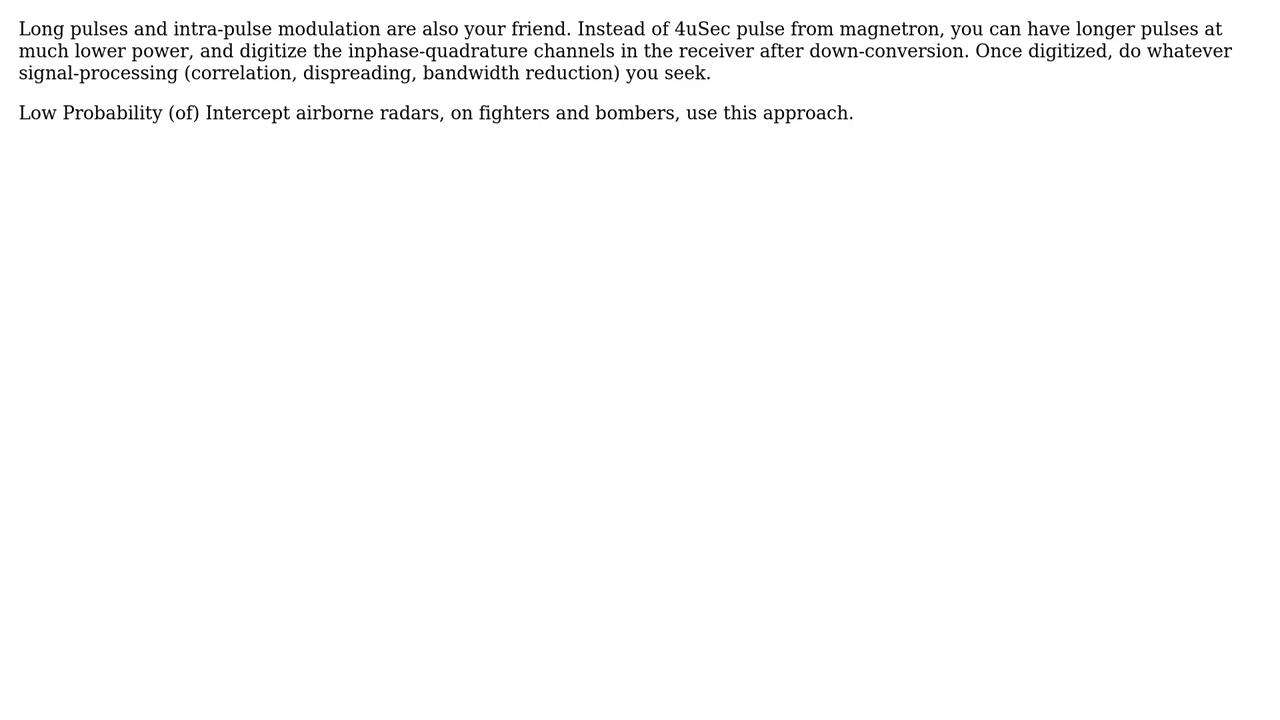 Long pulses and intra-pulse modulation are also your friend. Instead of 4uSec pulse from magnetron, you can have longer pulses at
much lower power, and digitize the inphase-quadrature channels in the receiver after down-conversion. Once digitized, do whatever
signal-processing (correlation, dispreading, bandwidth reduction) you seek.
Low Probability (of) Intercept airborne radars, on fighters and bombers, use this approach.